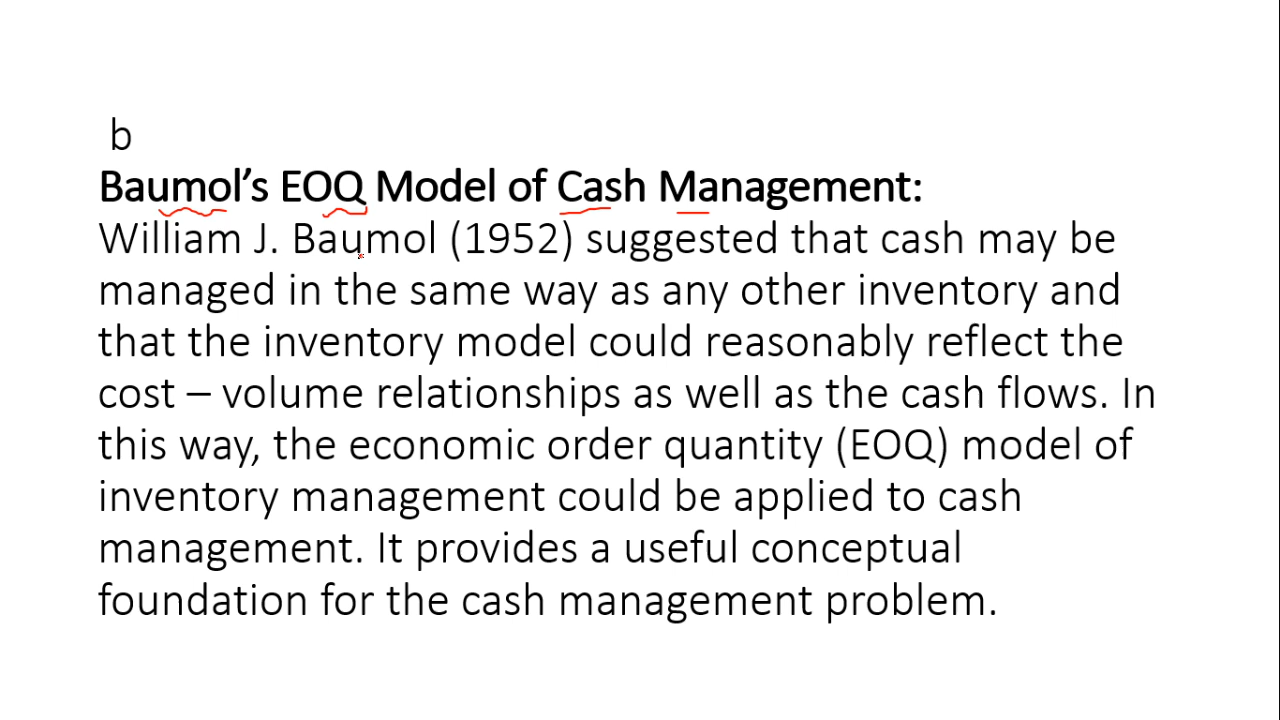 b
Baumol’s EOQ Model of Cash Management:
William J. Baumol (1952) suggested that cash may be
managed in the same way as any other inventory and
that the inventory model could reasonably reflect the
cost – volume relationships as well as the cash flows. In
this way, the economic order quantity (EOQ) model of
inventory management could be applied to cash
management. It provides a useful conceptual
foundation for the cash management problem.